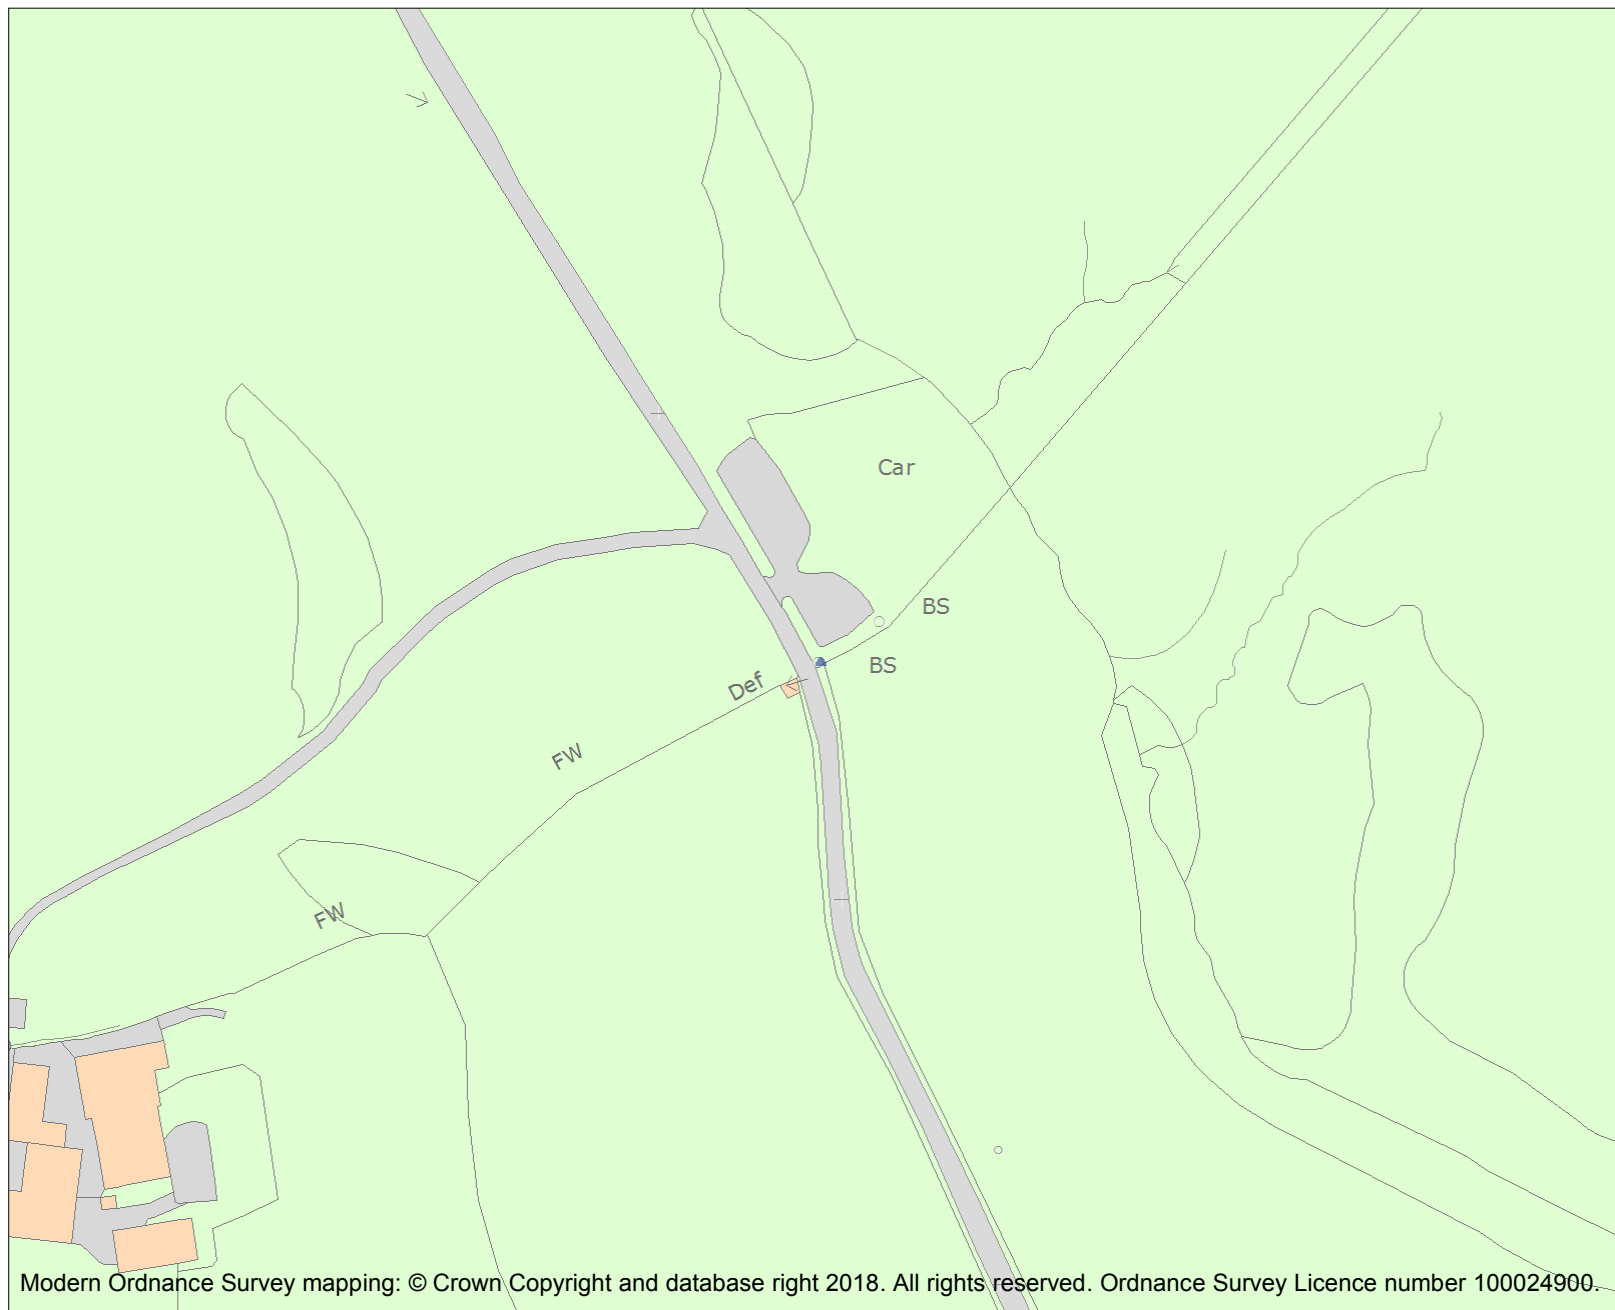 Car
BS
BS
Def
FW
FW
Modern Ordnance Survey mapping: © Crown Copyright and database right 2018. All rights reserved. Ordnance Survey Licence number 100024900.